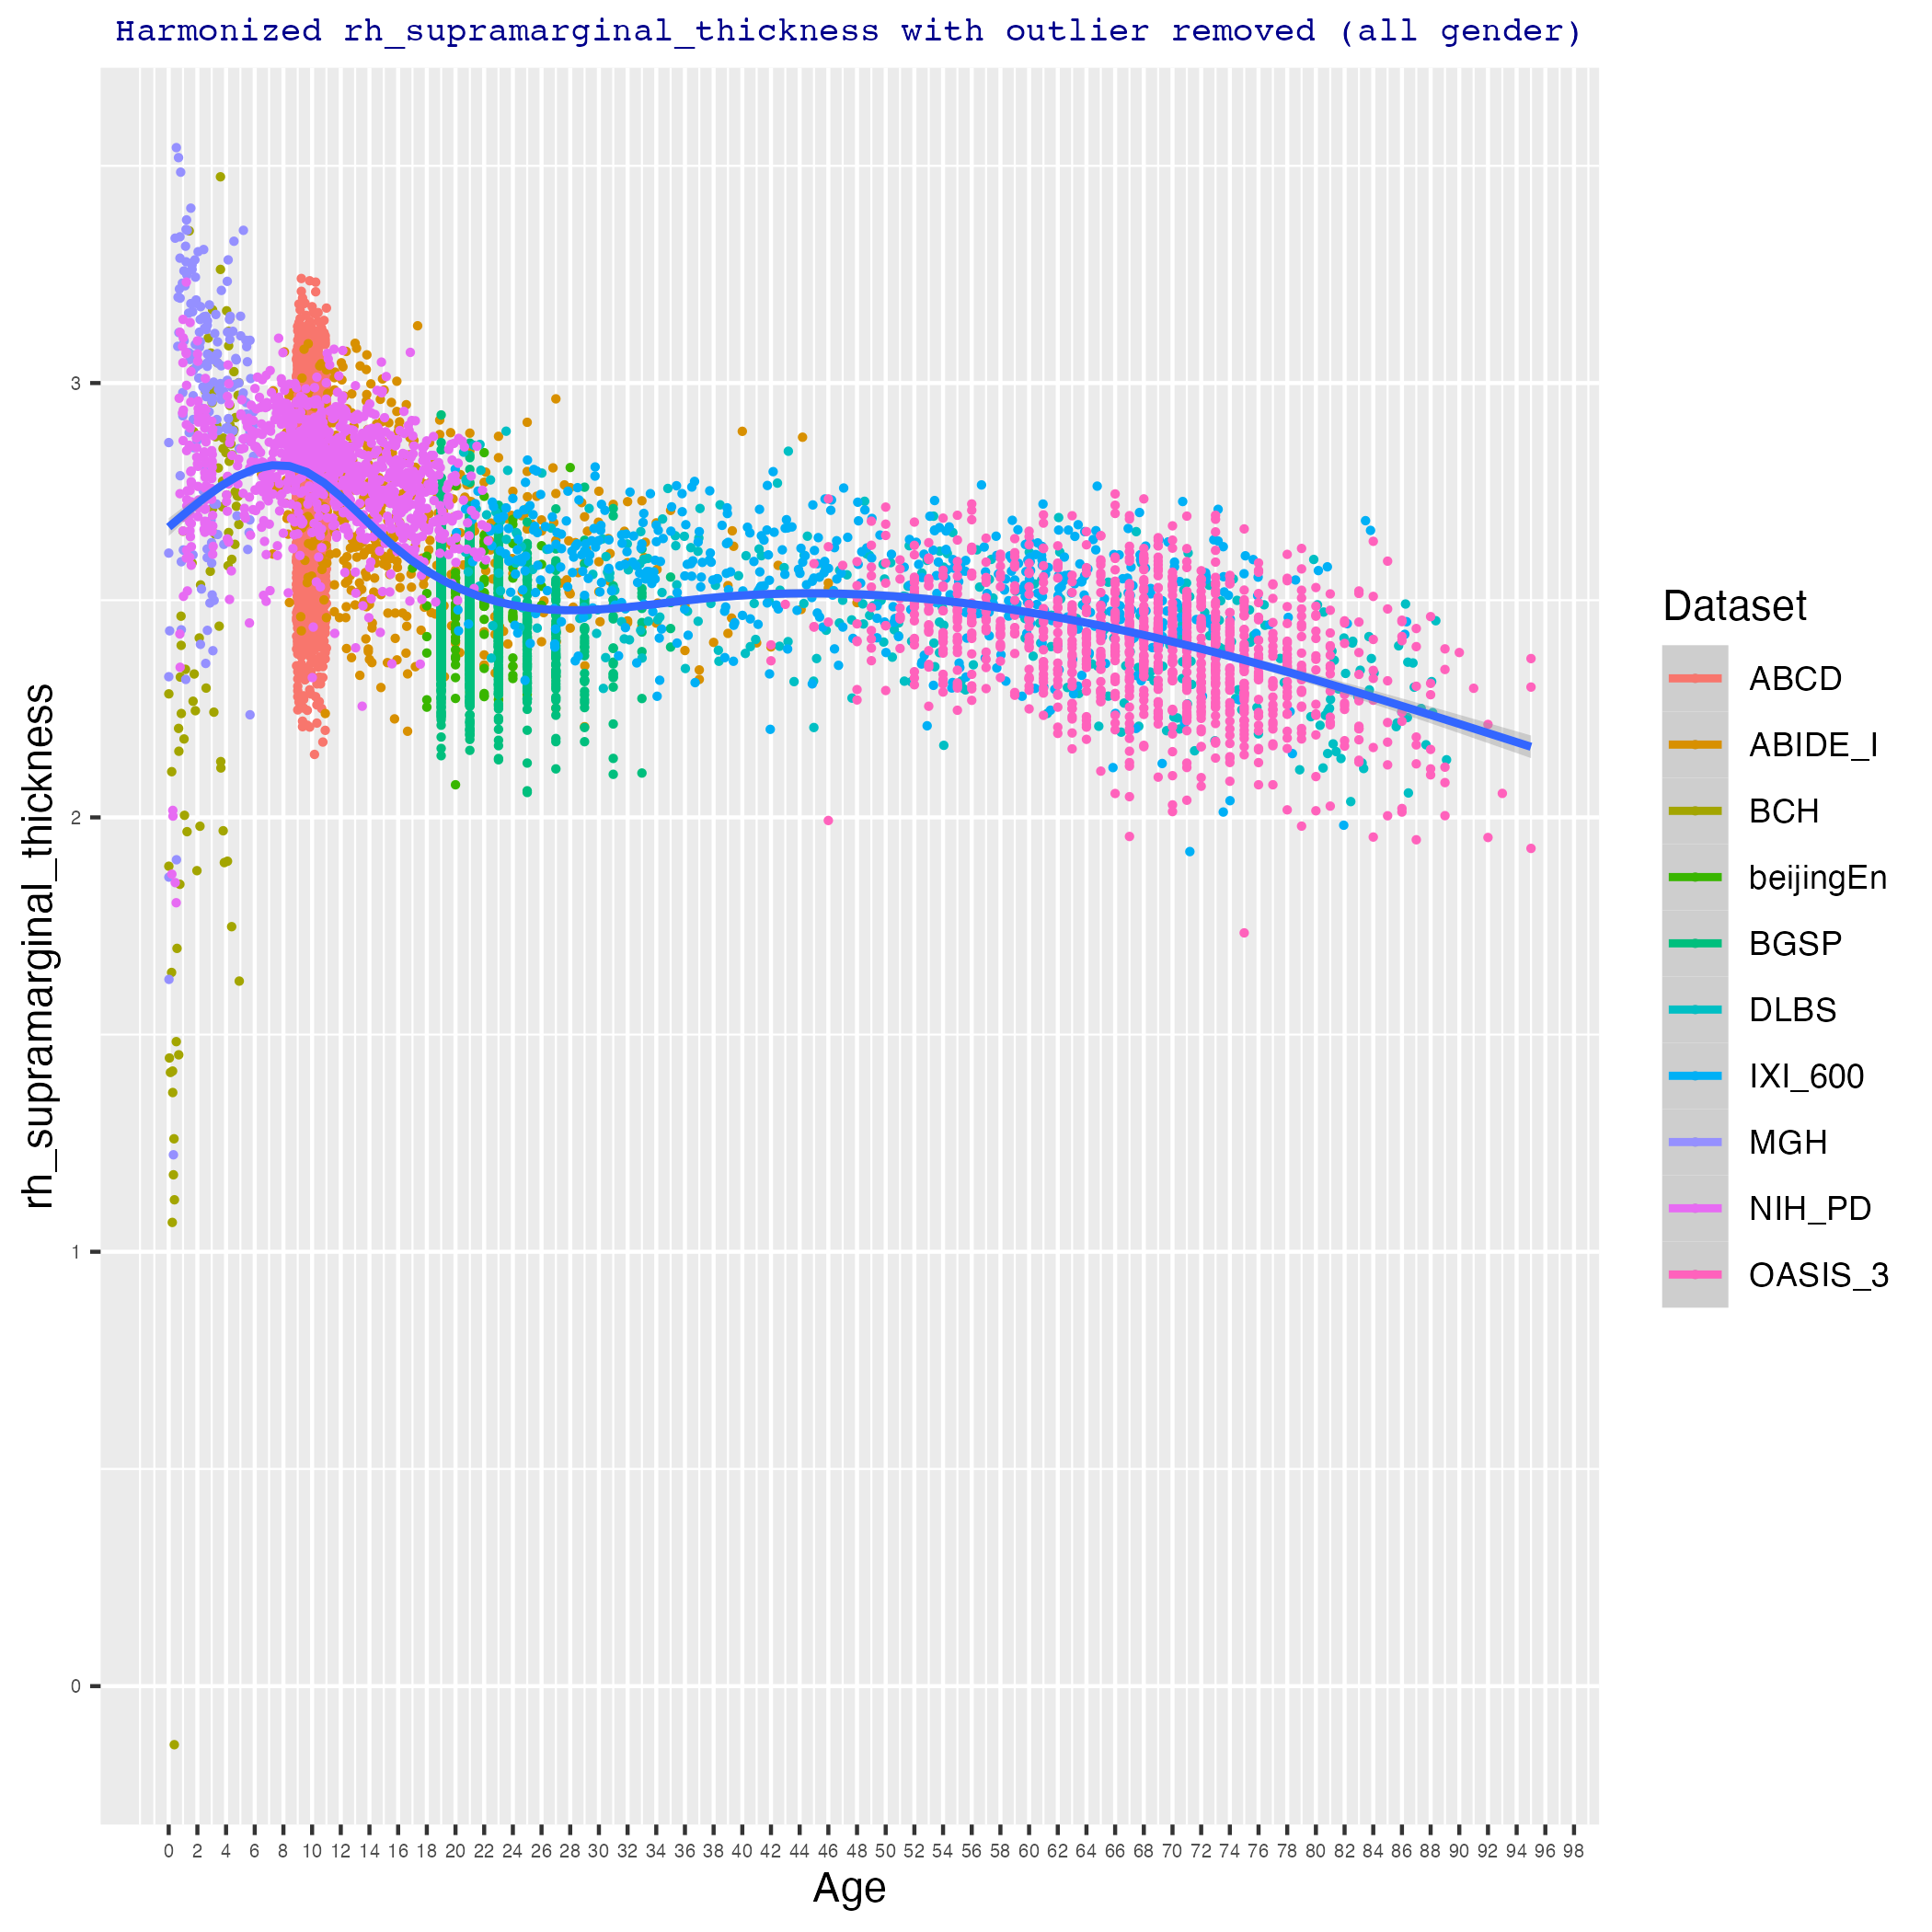 Harmonized rh_supramarginal_thickness with outlier removed (all gender)
rh_supramarginal_thickness
3
2
1
0
0 2 4 6 8 10 12 14 16 18 20 22 24 26 28 30 32 34 36 38 40 42 44 46 48 50 52 54 56 58 60 62 64 66 68 70 72 74 76 78 80 82 84 86 88 90 92 94 96 98
Age
Dataset
ABCD
ABIDE_I
BCH
beijingEn
BGSP
DLBS
IXI_600
MGH
NIH_PD
OASIS_3